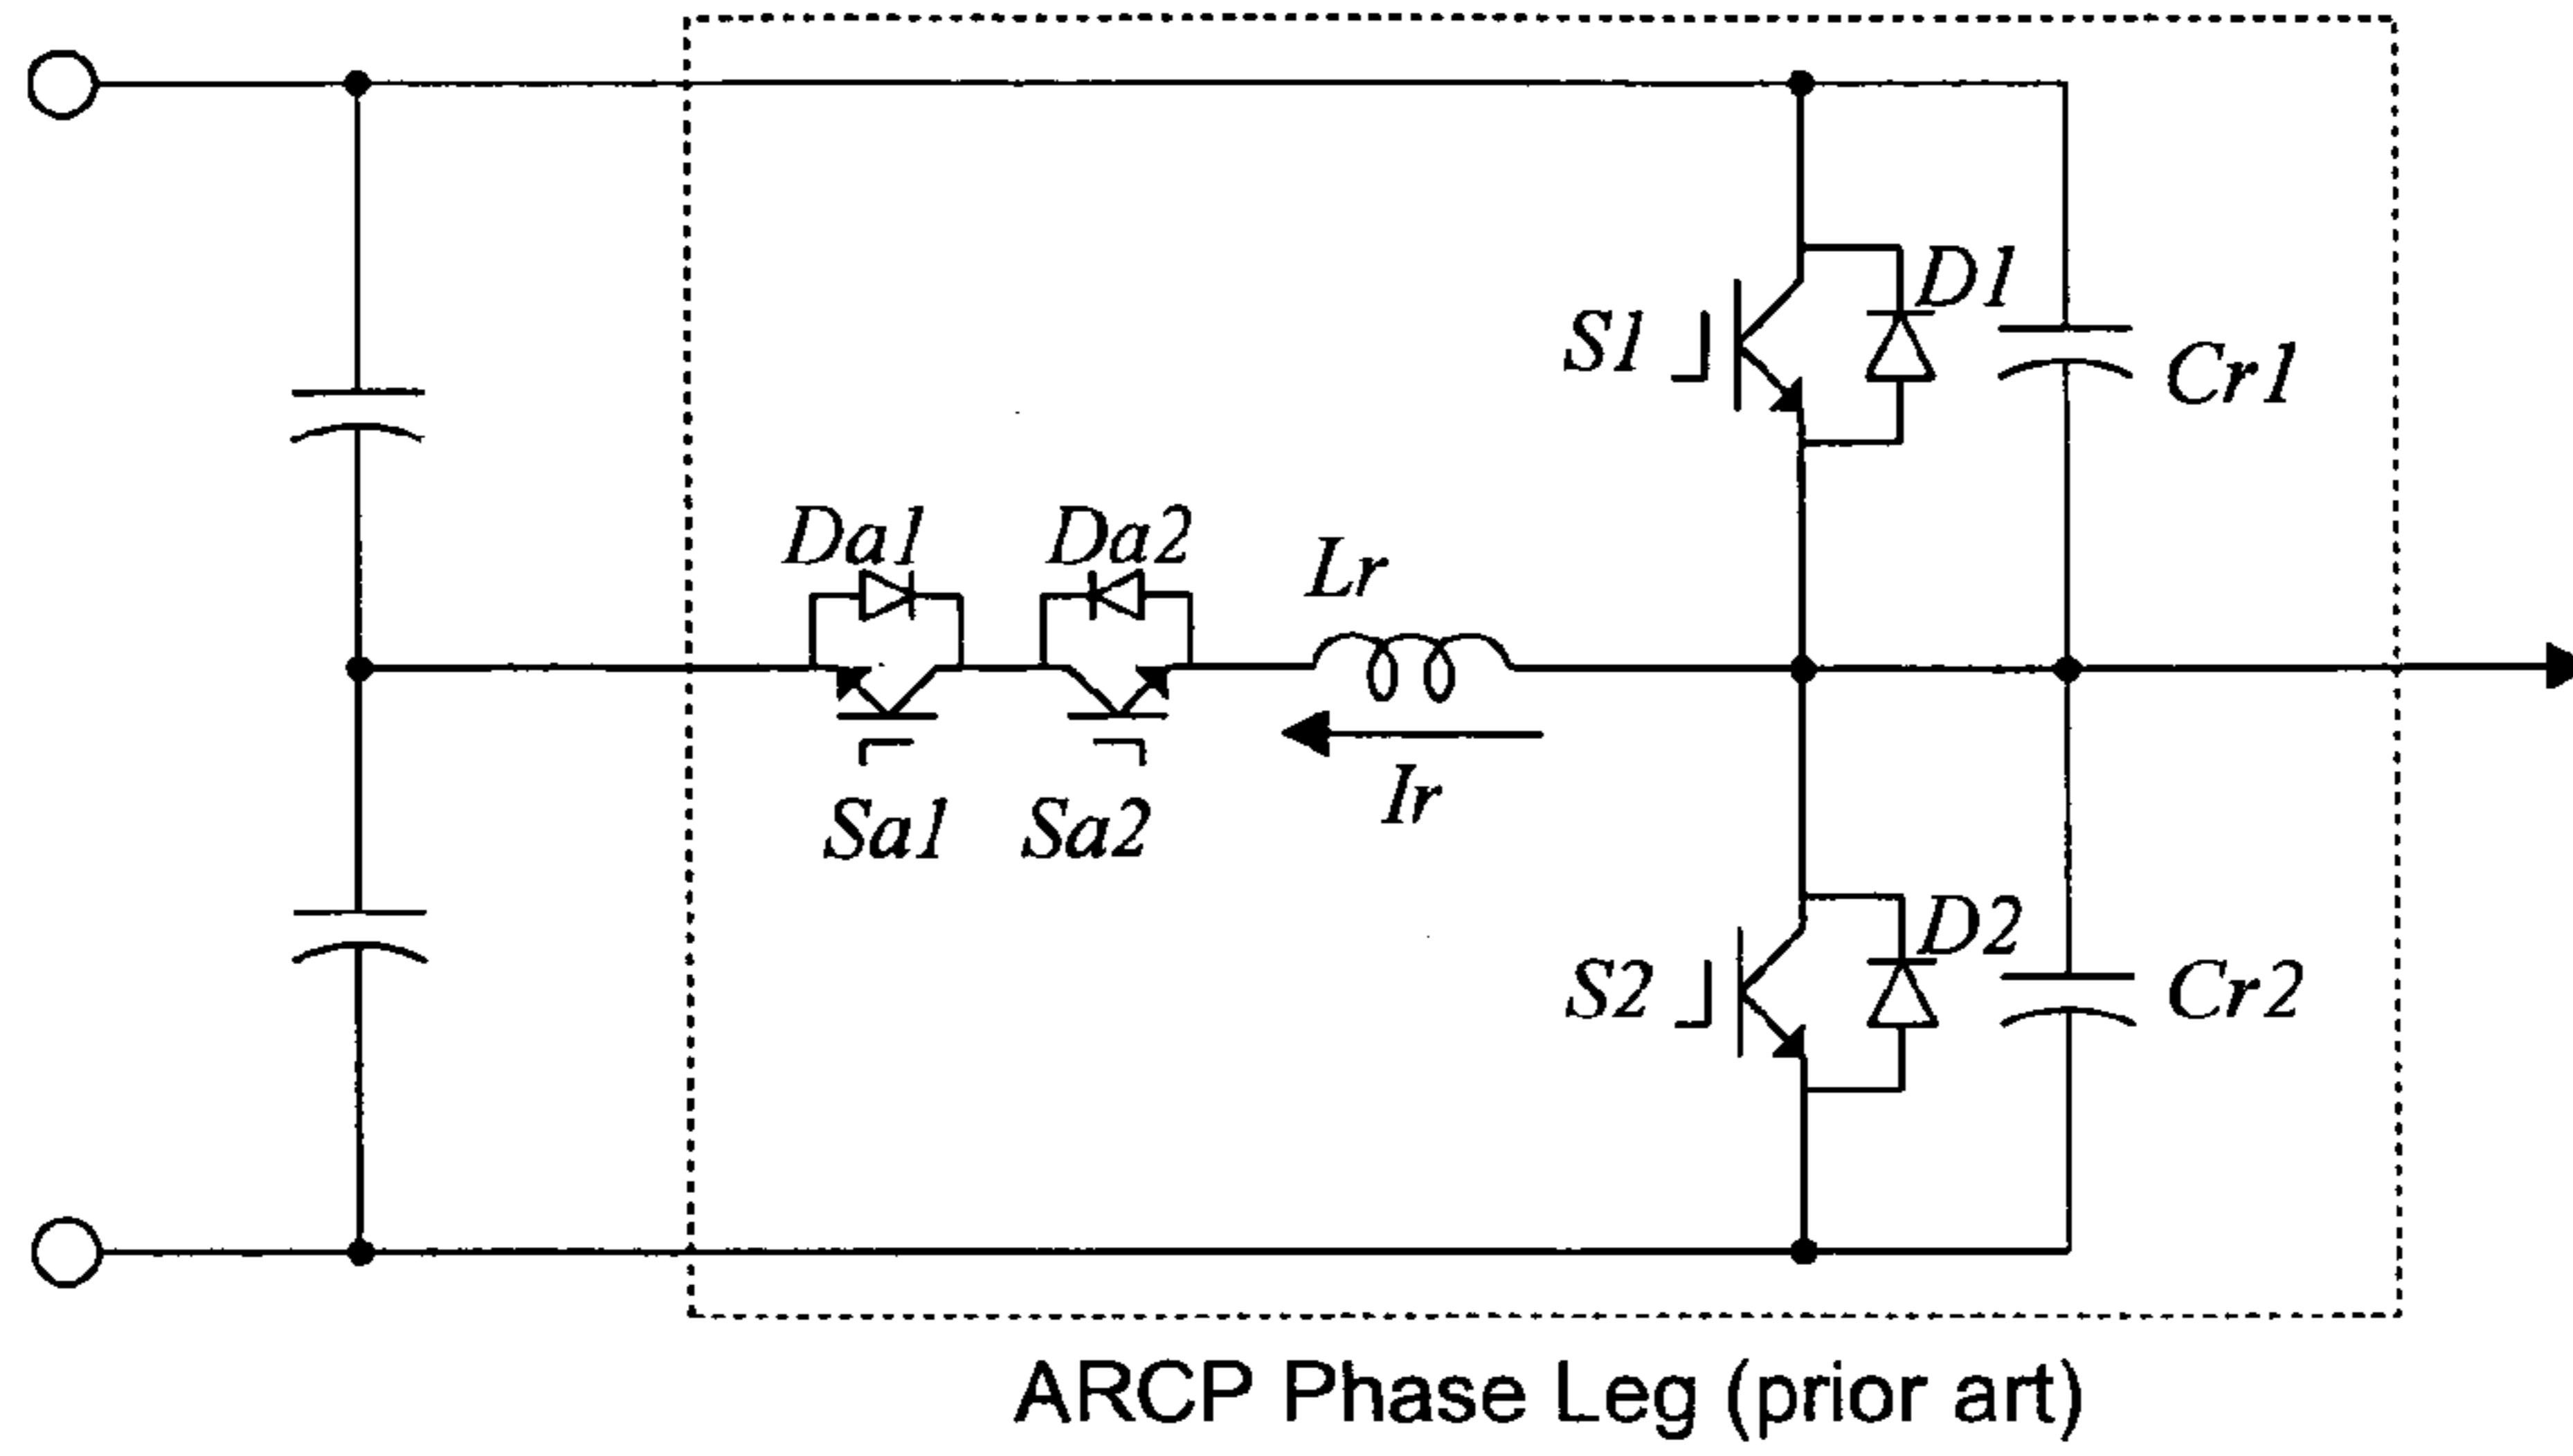 D1
S1
Cr1
Da1 Da2
Lr
Ir
Sa1 Sa2
D2
S2
Cr2
ARCP Phase Leg (prior art)